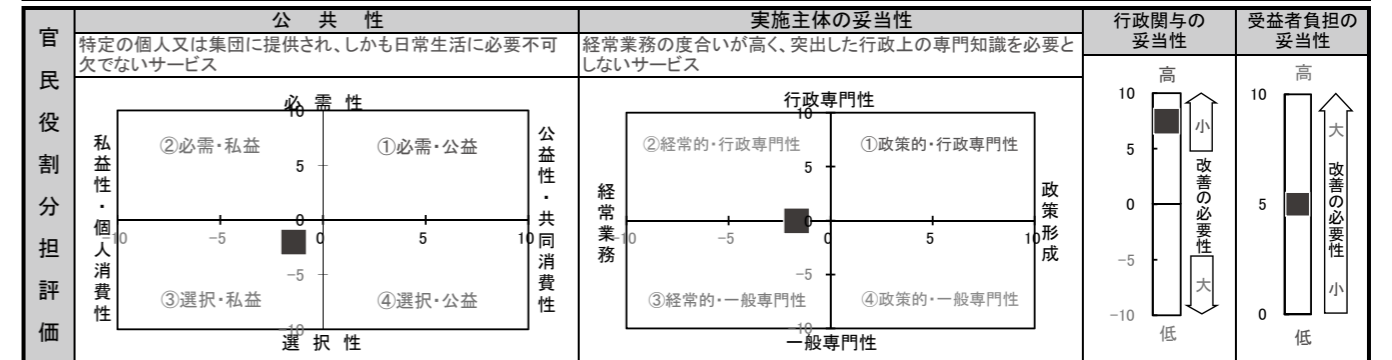 官民役割分担評価
公共性
特定の個人又は集団に提供され、しかも日常生活に必要不可
欠でないサービス
必需性
10
②必需・私益
①必需・公益
5
私益性・個人消費性
公益性・共同消費性
0
-10
-5
0
5
10
-5
③選択・私益
④選択・公益
-10
選択性
実施主体の妥当性
経常業務の度合いが高く、突出した行政上の専門知識を必要と
しないサービス
行政専門性
10
②経常的・行政専門性
①政策的・行政専門性
5
経常業務
政策形成
0
-10
-5
0
5
10
-5
③経常的・一般専門性
④政策的・一般専門性
-10
一般専門性
行政関与の
妥当性
高
10
5
0
-5
-10
低
小
改善の必要性
大
受益者負担の
妥当性
高
10
5
0
低
大
改善の必要性
小